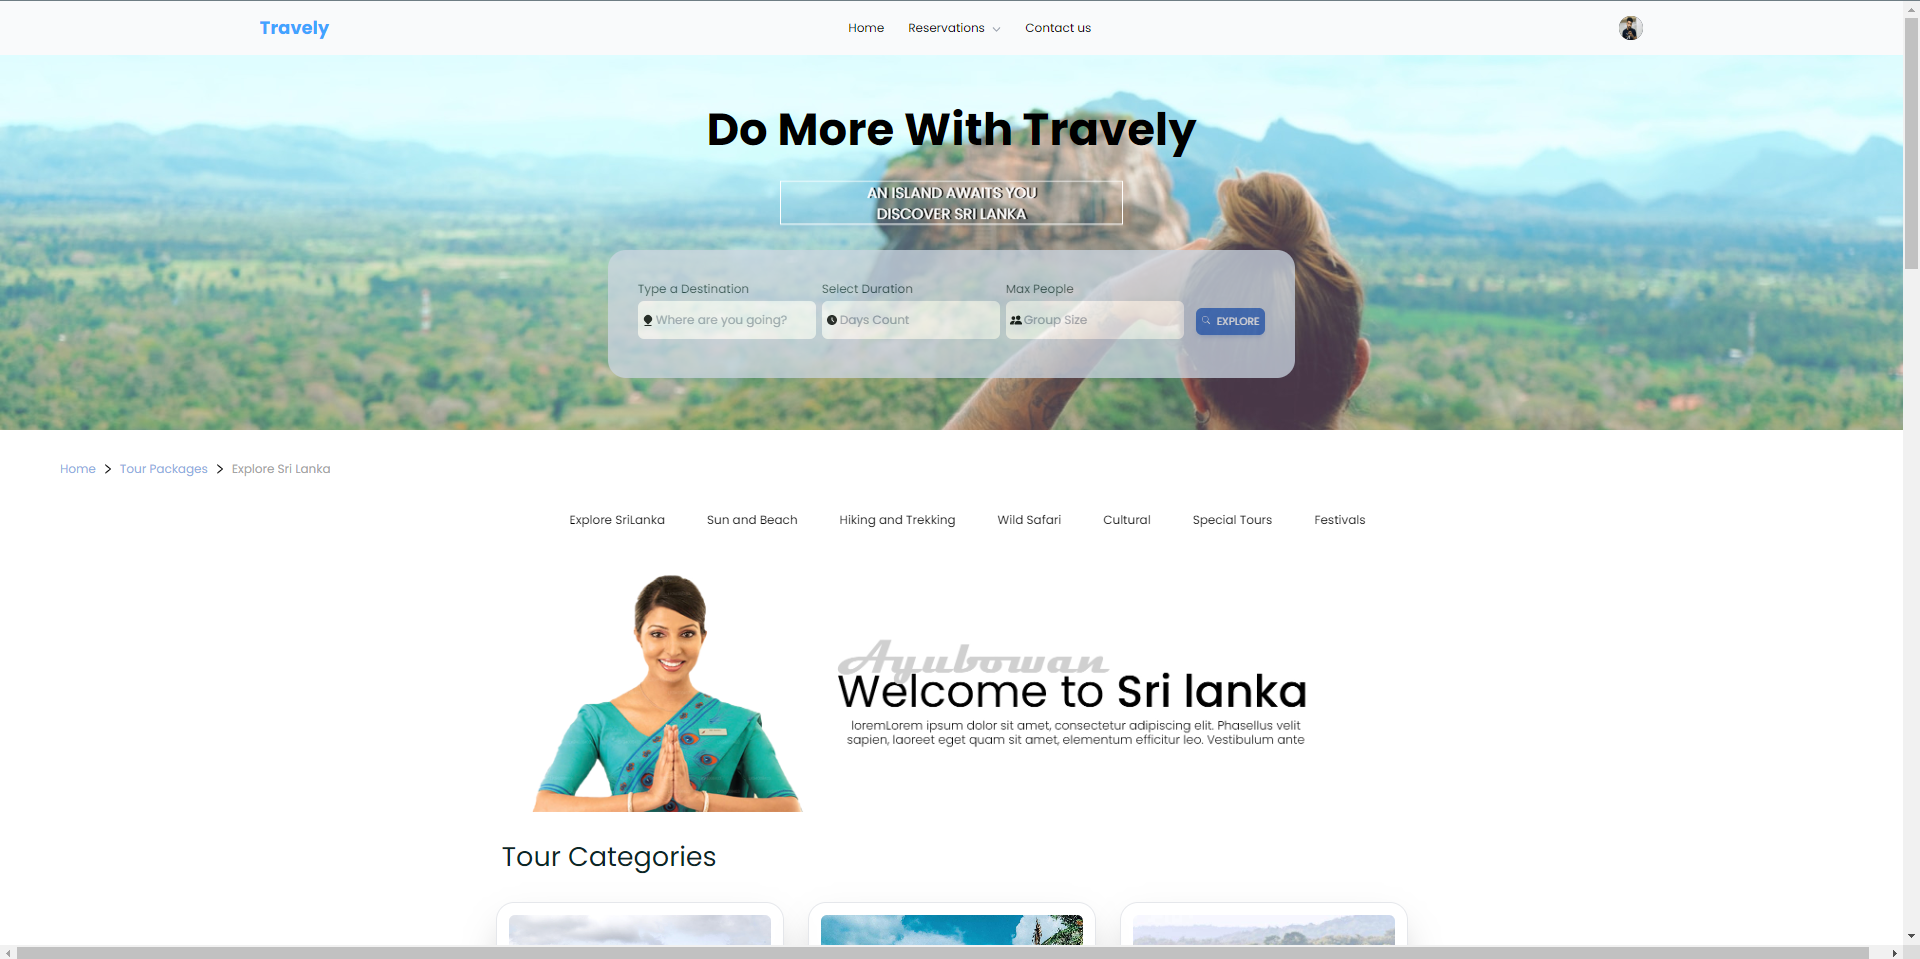 Travely
Home Reservations Contact us
Do More With Travely
AN ISLAND AWAITS YOU
DISCOVER SRI LANKA
Type a Destination Select Duration Max People
Where are you going? Days Count Group Size EXPLORE
Home > Tour Packages > Explore Sri Lanka
Explore SriLanka Sun and Beach Hiking and Trekking Wild Safari Cultural Special Tours Festivals
Ayubowan
Welcome to Sri lanka
loremLorem ipsum dolor sit amet, consectetur adipiscing elit. Phasellus velit
sapien, laoreet eget quam sit amet, elementum efficitur leo. Vestibulum ante
Tour Categories